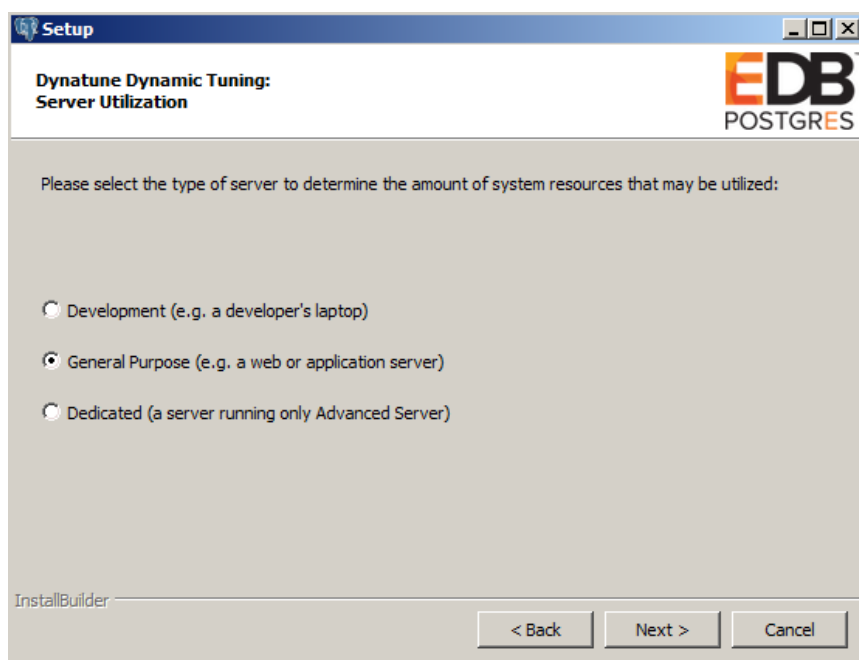 Setup
Dynatune Dynamic Tuning:
Server Utilization
EDB
POSTGRES
Please select the type of server to determine the amount of system resources that may be utilized:
Development (e.g. a developer's laptop)
General Purpose (e.g. a web or application server)
Dedicated (a server running only Advanced Server)
InstallBuilder
< Back Next > Cancel